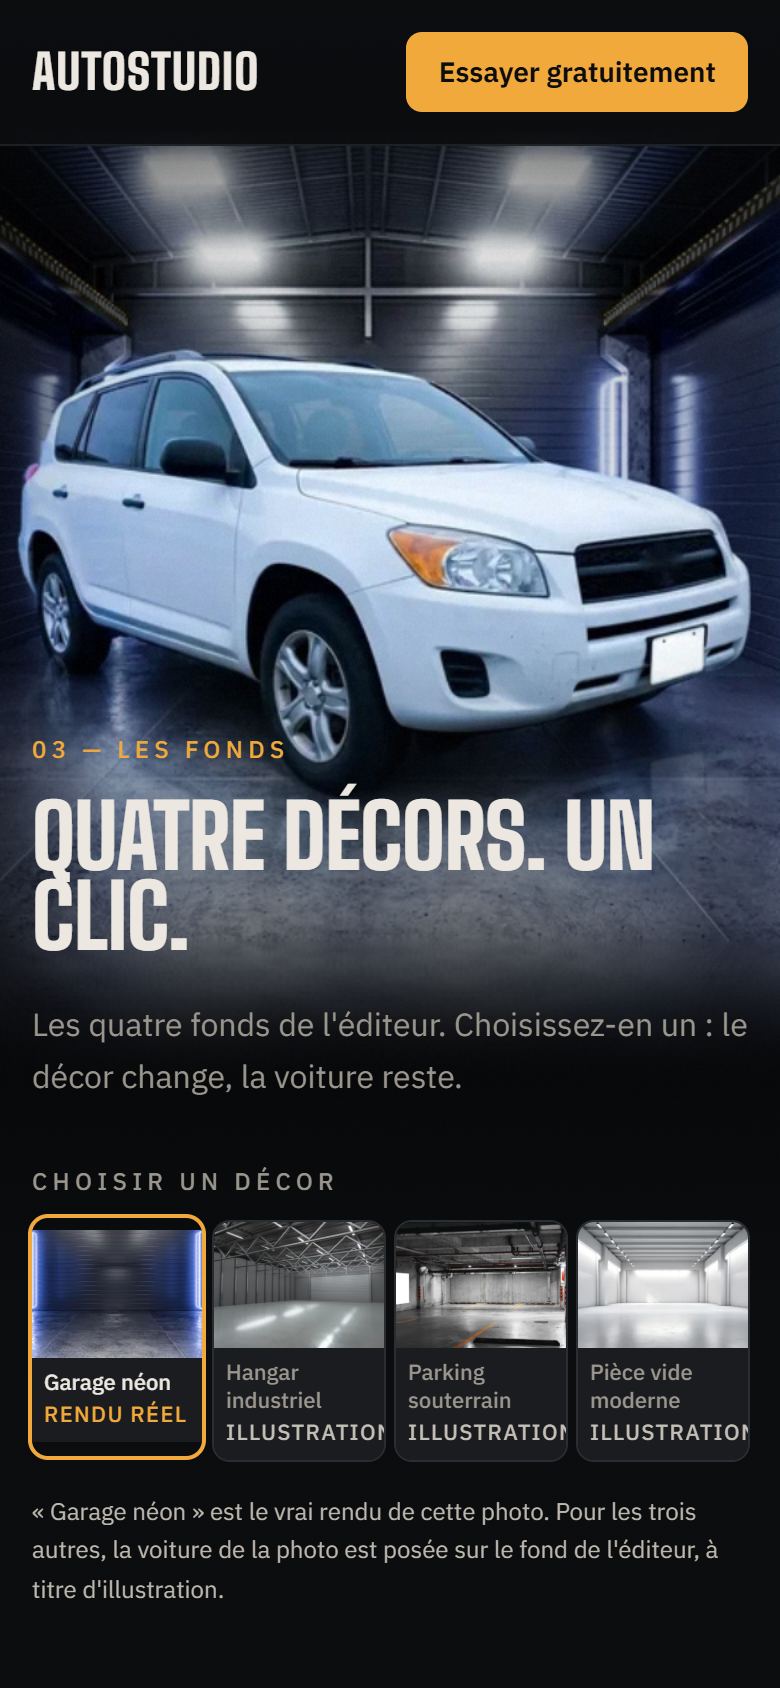 AUTOSTUDIO
Essayer gratuitement
03 — LES FONDS
QUATRE DÉCORS. UN
CLIC.
Les quatre fonds de l'éditeur. Choisissez-en un : le
décor change, la voiture reste.
CHOISIR UN DÉCOR
Garage néon
RENDU RÉEL
Hangar
industriel
ILLUSTRATION
Parking
souterrain
ILLUSTRATION
Pièce vide
moderne
ILLUSTRATION
« Garage néon » est le vrai rendu de cette photo. Pour les trois
autres, la voiture de la photo est posée sur le fond de l'éditeur, à
titre d'illustration.